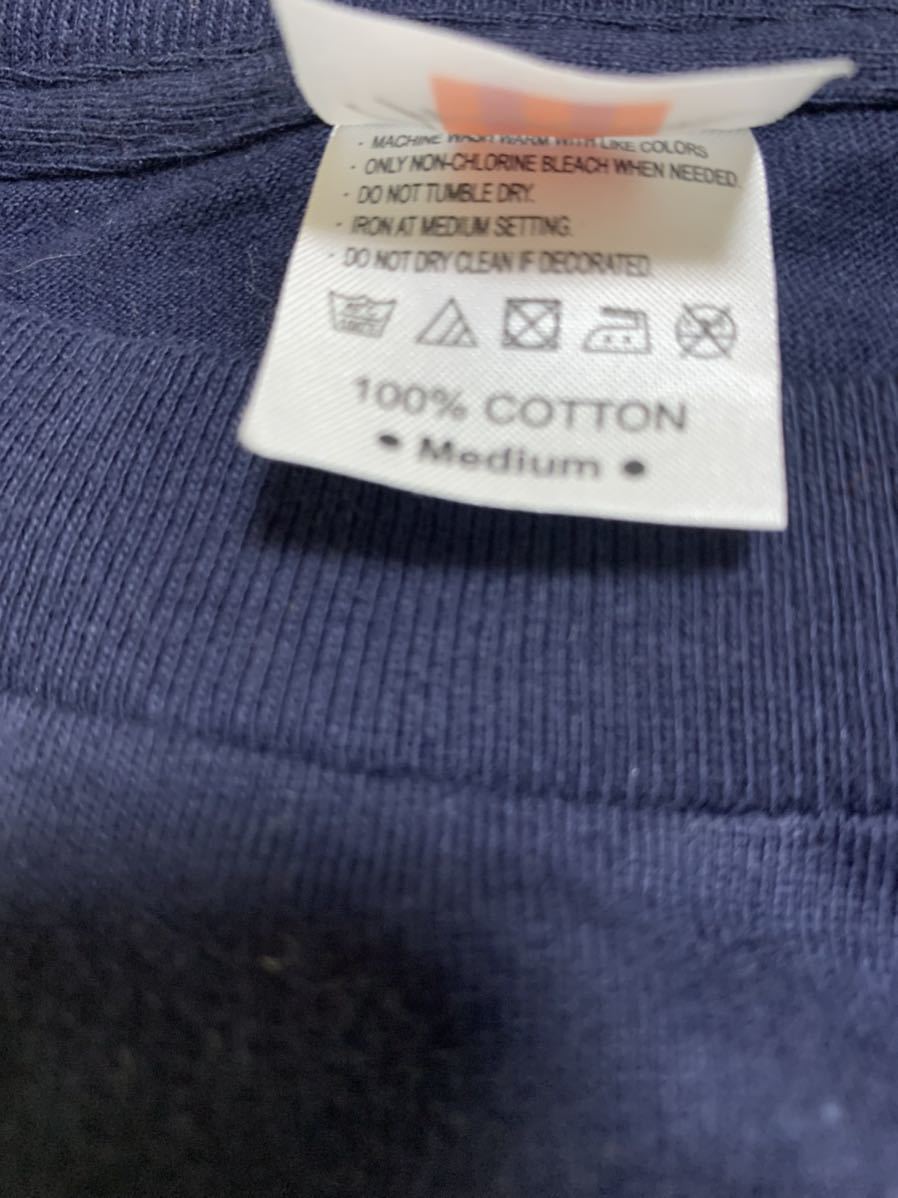 · MACHINE WASH WARM WITH LIKE COLORS
· ONLY NON-CHLORINE BLEACH WHEN NEEDED.
· DO NOT TUMBLE DRY.
· IRON AT MEDIUM SETTING.
· DO NOT DRY CLEAN IF DECORATED.
100% COTTON
• Medium •